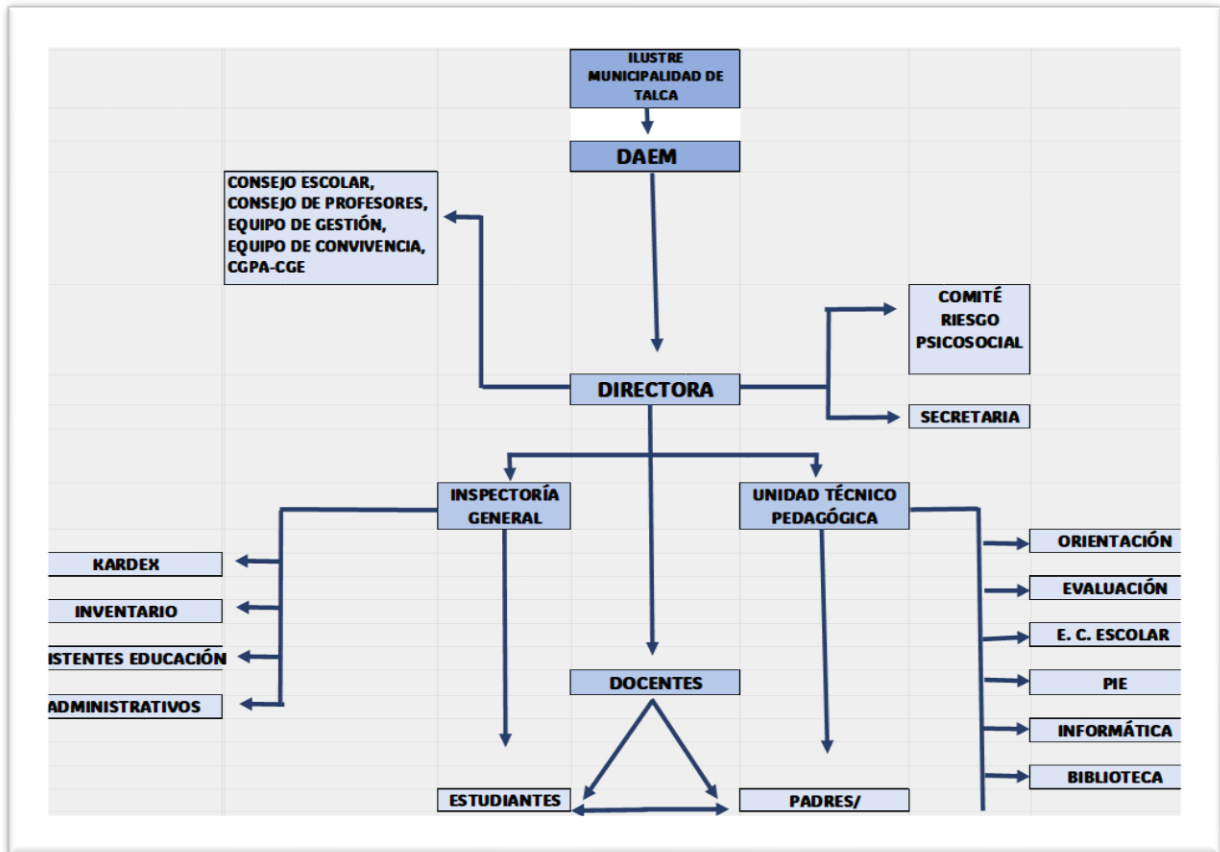 ILUSTRE
MUNICIPALIDAD DE
TALCA
DAEM
CONSEJO ESCOLAR,
CONSEJO DE PROFESORES,
EQUIPO DE GESTIÓN,
EQUIPO DE CONVIVENCIA,
CGPA-CGE
COMITÉ
RIESGO
PSICOSOCIAL
DIRECTORA
SECRETARIA
INSPECTORÍA
GENERAL
UNIDAD TÉCNICO
PEDAGÓGICA
KARDEX
INVENTARIO
ISTENTES EDUCACIÓN
ADMINISTRATIVOS
ORIENTACIÓN
EVALUACIÓN
E. C. ESCOLAR
PIE
INFORMÁTICA
BIBLIOTECA
DOCENTES
ESTUDIANTES
PADRES/